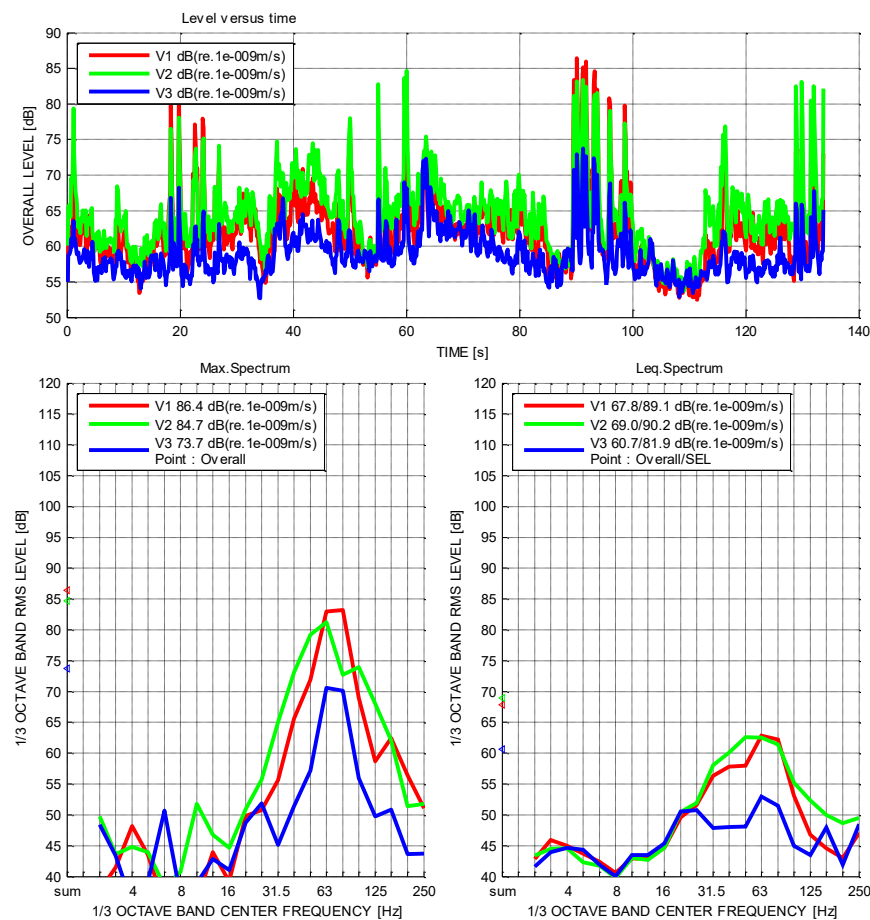 Level versus time
90
85
80
75
70
65
60
55
50
OVERALL LEVEL [dB]
V1 dB(re.1e-009m/s)
V2 dB(re.1e-009m/s)
V3 dB(re.1e-009m/s)
0 20 40 60 80 100 120 140
TIME [s]
Max.Spectrum
120
115
110
105
100
95
90
85
80
75
70
65
60
55
50
45
40
1/3 OCTAVE BAND RMS LEVEL [dB]
V1 86.4 dB(re.1e-009m/s)
V2 84.7 dB(re.1e-009m/s)
V3 73.7 dB(re.1e-009m/s)
Point : Overall
sum 4 8 16 31.5 63 125 250
1/3 OCTAVE BAND CENTER FREQUENCY [Hz]
Leq.Spectrum
120
115
110
105
100
95
90
85
80
75
70
65
60
55
50
45
40
1/3 OCTAVE BAND RMS LEVEL [dB]
V1 67.8/89.1 dB(re.1e-009m/s)
V2 69.0/90.2 dB(re.1e-009m/s)
V3 60.7/81.9 dB(re.1e-009m/s)
Point : Overall/SEL
sum 4 8 16 31.5 63 125 250
1/3 OCTAVE BAND CENTER FREQUENCY [Hz]